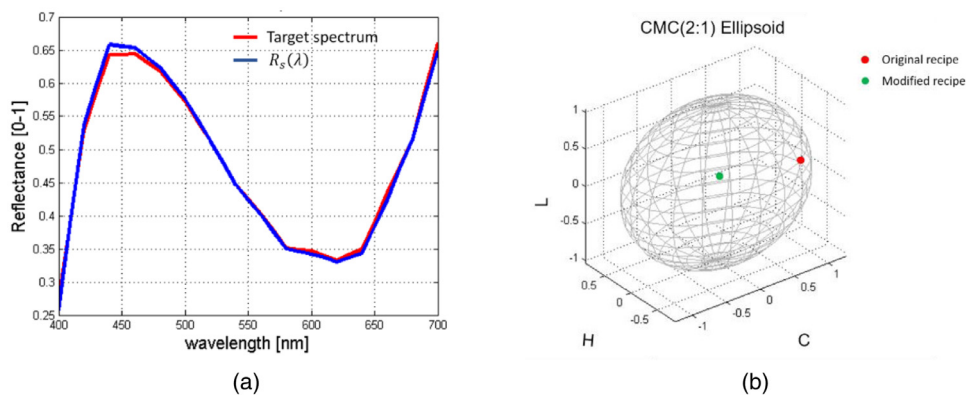 0.7
0.65
0.6
0.55
0.5
0.45
0.4
0.35
0.3
0.25
Reflectance [0-1]
Target spectrum
Rₛ(λ)
400 450 500 550 600 650 700
wavelength [nm]
(a)
CMC(2:1) Ellipsoid
Original recipe
Modified recipe
1
0.5
0
-0.5
-1
L
0.5
0
-0.5
H
-1
-0.5
0
0.5
1
C
(b)